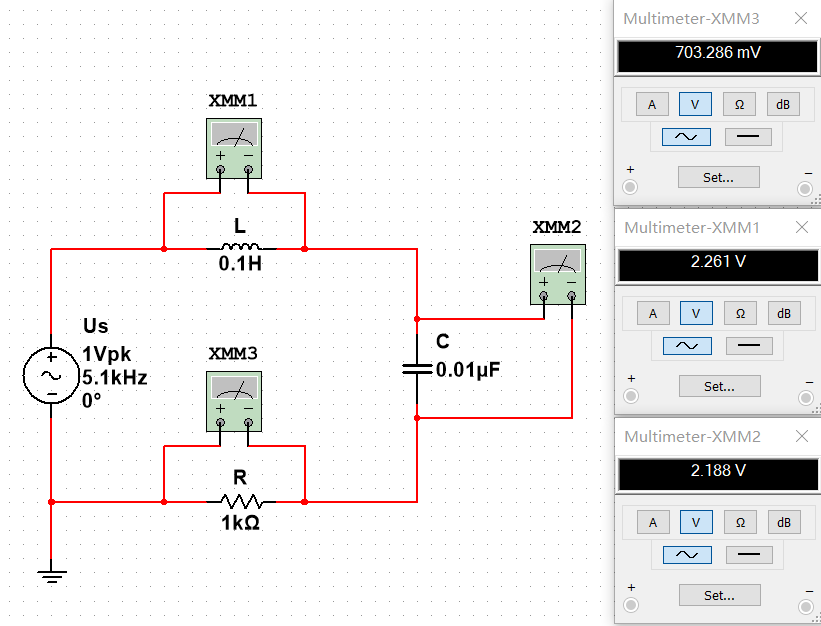 XMM1
+ −
L
0.1H
XMM2
+ −
Us
1Vpk
5.1kHz
0°
+
−
C
0.01µF
XMM3
+ −
R
1kΩ
Multimeter-XMM3
703.286 mV
A V Ω dB
+ Set... −
Multimeter-XMM1
2.261 V
A V Ω dB
+ Set... −
Multimeter-XMM2
2.188 V
A V Ω dB
+ Set... −